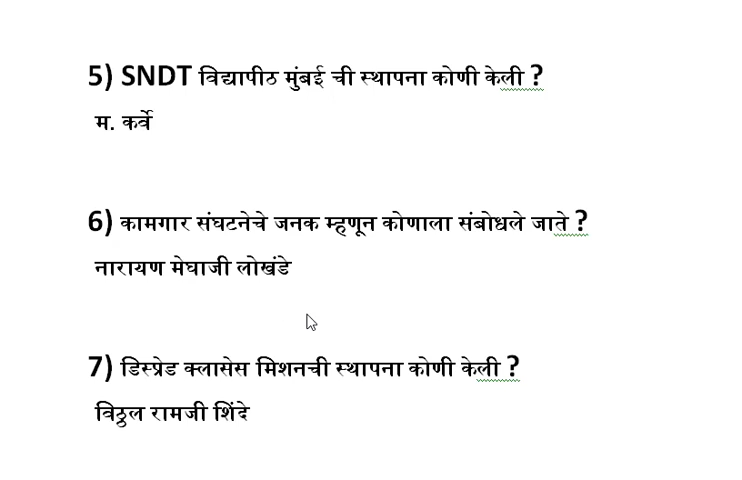 5) SNDT विद्यापीठ मुंबई ची स्थापना कोणी केली ?
म. कर्वे
6) कामगार संघटनेचे जनक म्हणून कोणाला संबोधले जाते ?
नारायण मेघाजी लोखंडे
7) डिस्प्रेड क्लासेस मिशनची स्थापना कोणी केली ?
विठ्ठल रामजी शिंदे